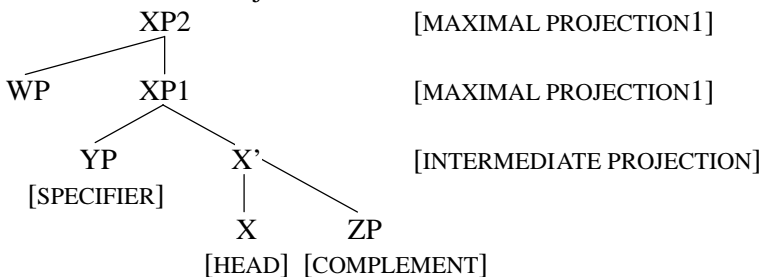 XP2 [MAXIMAL PROJECTION1]
WP XP1 [MAXIMAL PROJECTION1]
YP X’ [INTERMEDIATE PROJECTION]
[SPECIFIER]
X ZP
[HEAD] [COMPLEMENT]